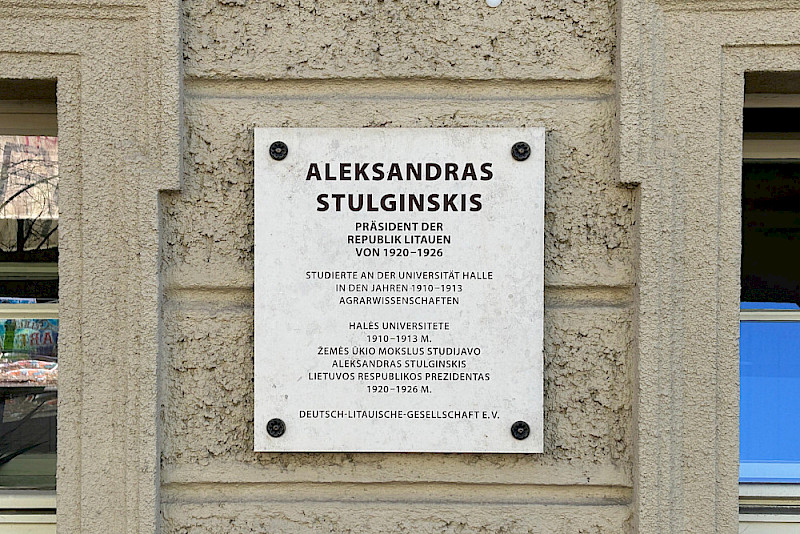 ALEKSANDRAS
STULGINSKIS
PRÄSIDENT DER
REPUBLIK LITAUEN
VON 1920–1926
STUDIERTE AN DER UNIVERSITÄT HALLE
IN DEN JAHREN 1910–1913
AGRARWISSENSCHAFTEN
HALĖS UNIVERSITETE
1910–1913 M.
ŽEMĖS ŪKIO MOKSLUS STUDIJAVO
ALEKSANDRAS STULGINSKIS
LIETUVOS RESPUBLIKOS PREZIDENTAS
1920–1926 M.
DEUTSCH-LITAUISCHE-GESELLSCHAFT E.V.